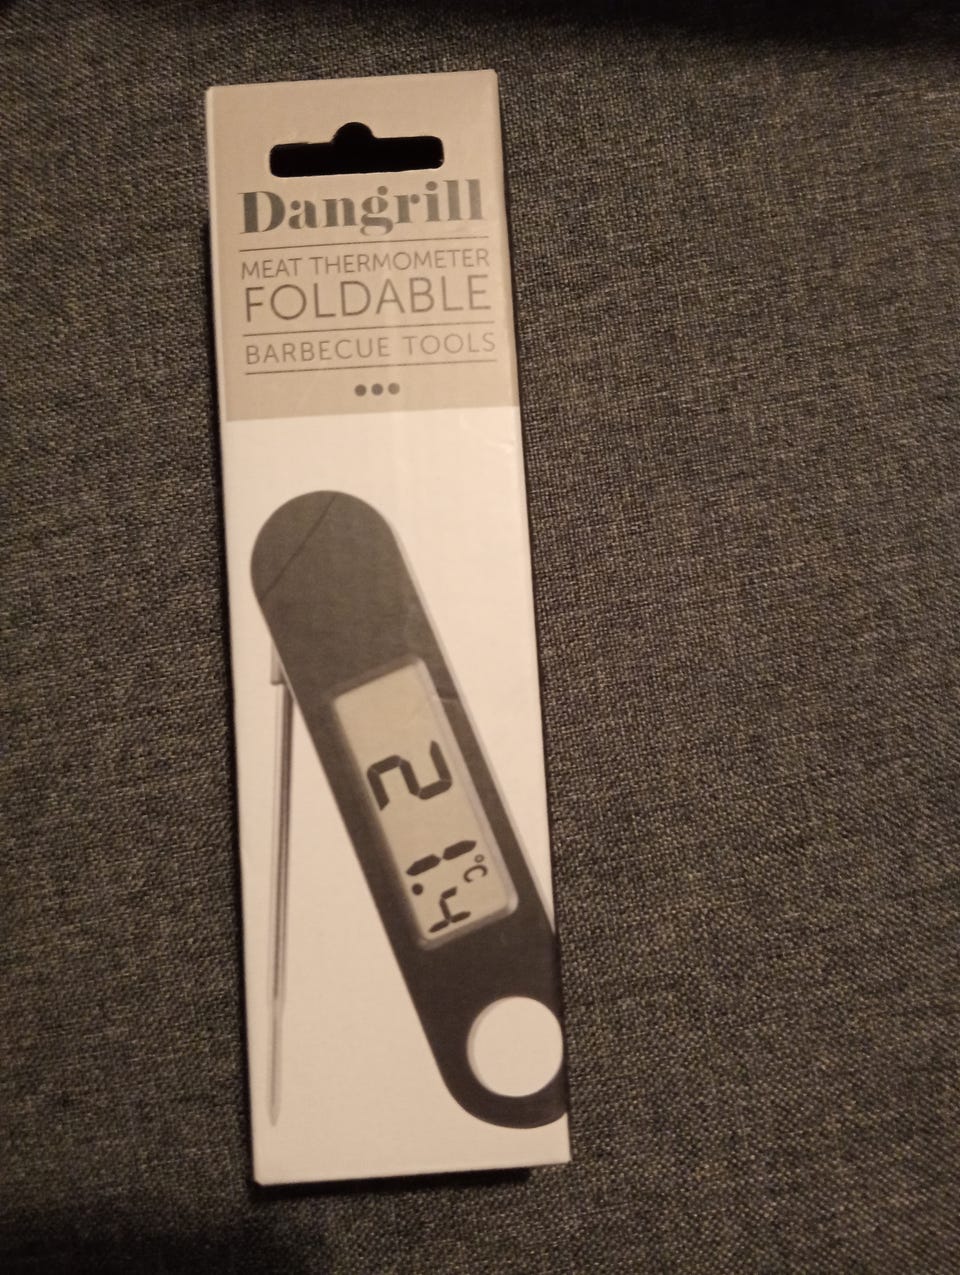 Dangrill
MEAT THERMOMETER
FOLDABLE
BARBECUE TOOLS
21.4 °C